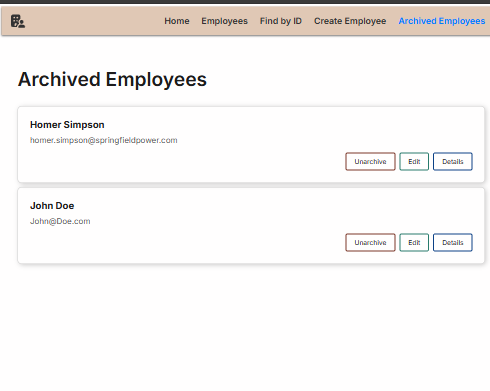 Home Employees Find by ID Create Employee Archived Employees
Archived Employees
Homer Simpson
homer.simpson@springfieldpower.com
Unarchive Edit Details
John Doe
John@Doe.com
Unarchive Edit Details